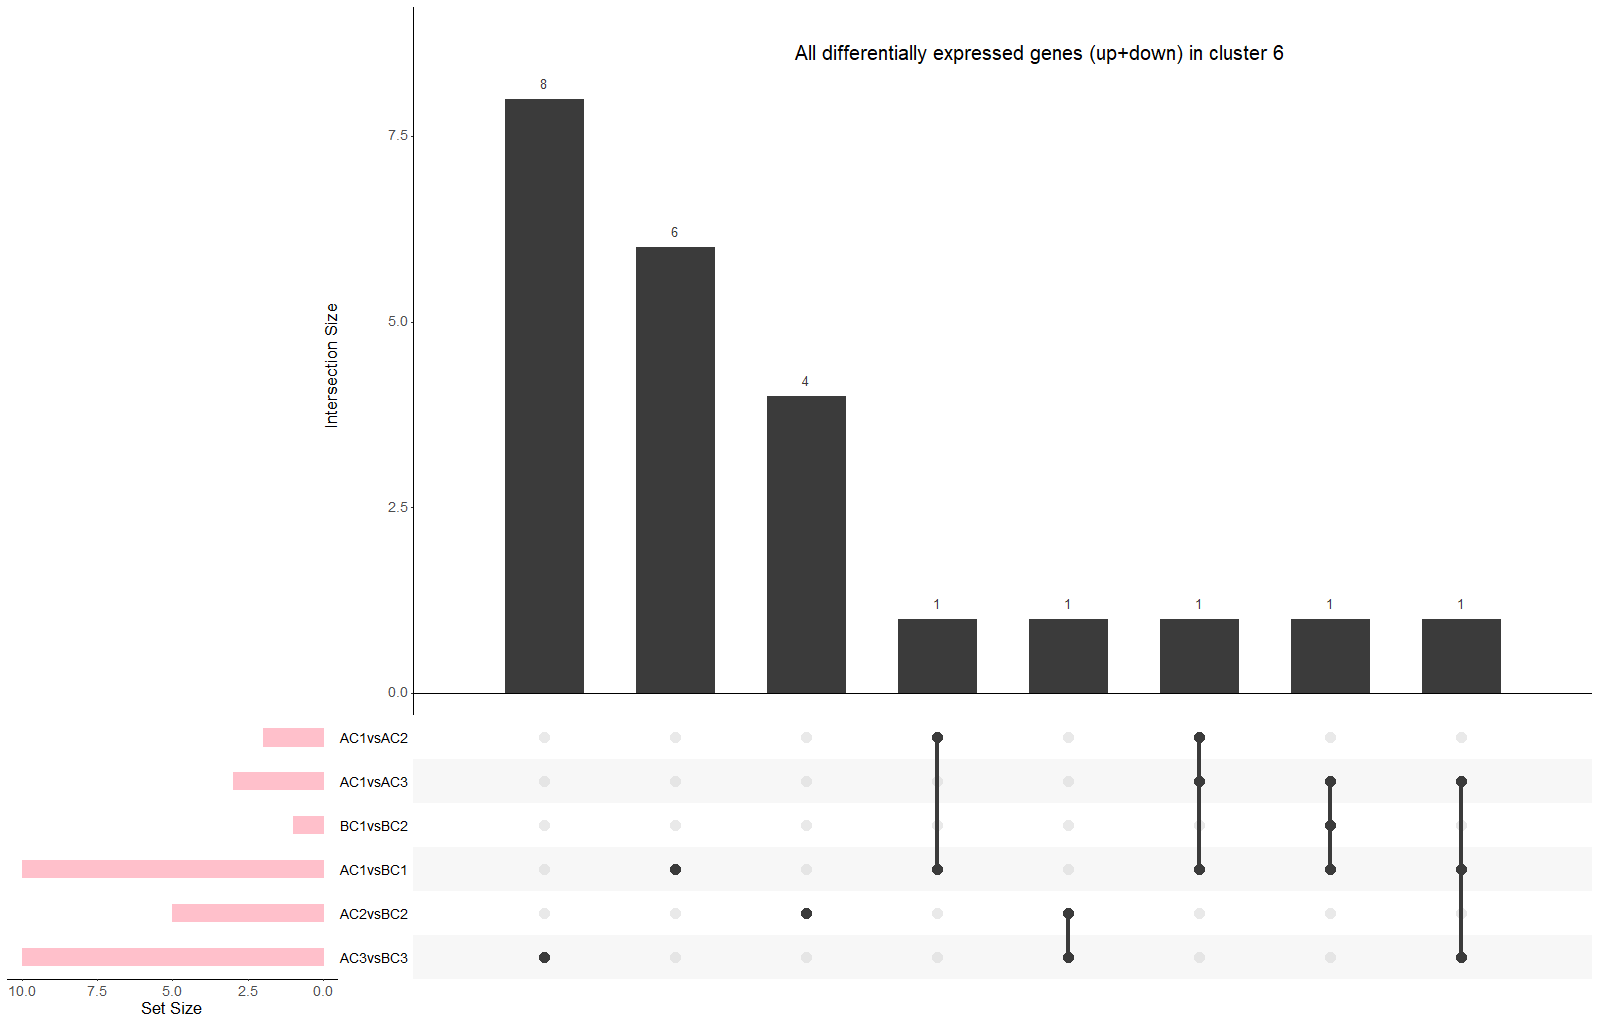 All differentially expressed genes (up+down) in cluster 6
8
7.5
6
5.0
Intersection Size
4
2.5
1 1 1 1 1
0.0
AC1vsAC2
AC1vsAC3
BC1vsBC2
AC1vsBC1
AC2vsBC2
AC3vsBC3
10.0 7.5 5.0 2.5 0.0
Set Size